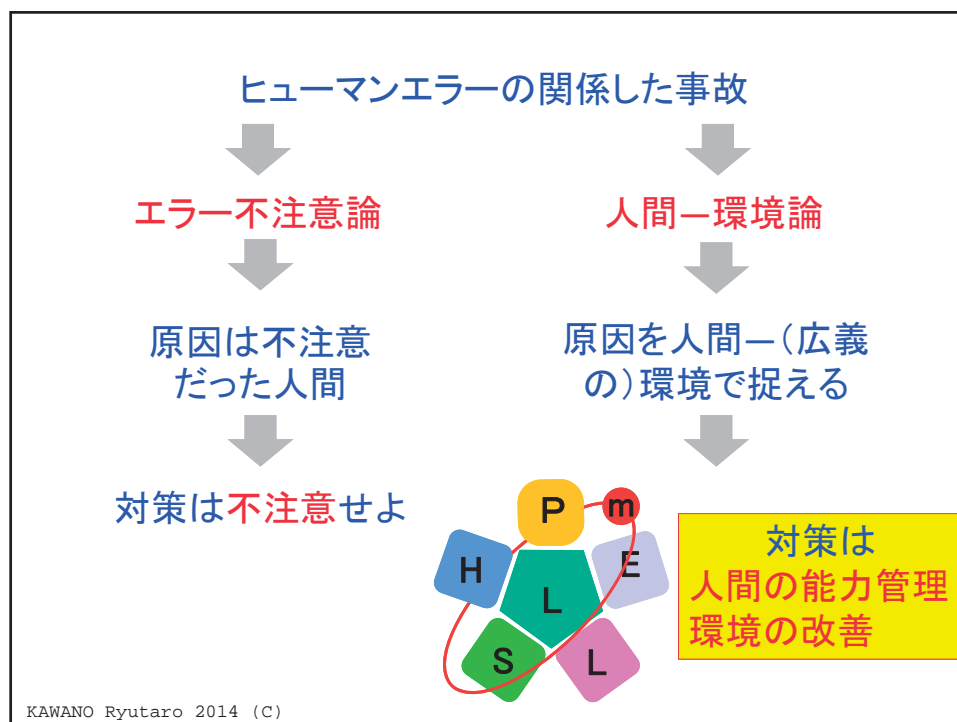 ヒューマンエラーの関係した事故
エラー不注意論
人間—環境論
原因は不注意
だった人間
原因を人間—(広義
の)環境で捉える
対策は不注意せよ
P
m
H
E
L
S
L
対策は
人間の能力管理
環境の改善
KAWANO Ryutaro 2014 (C)